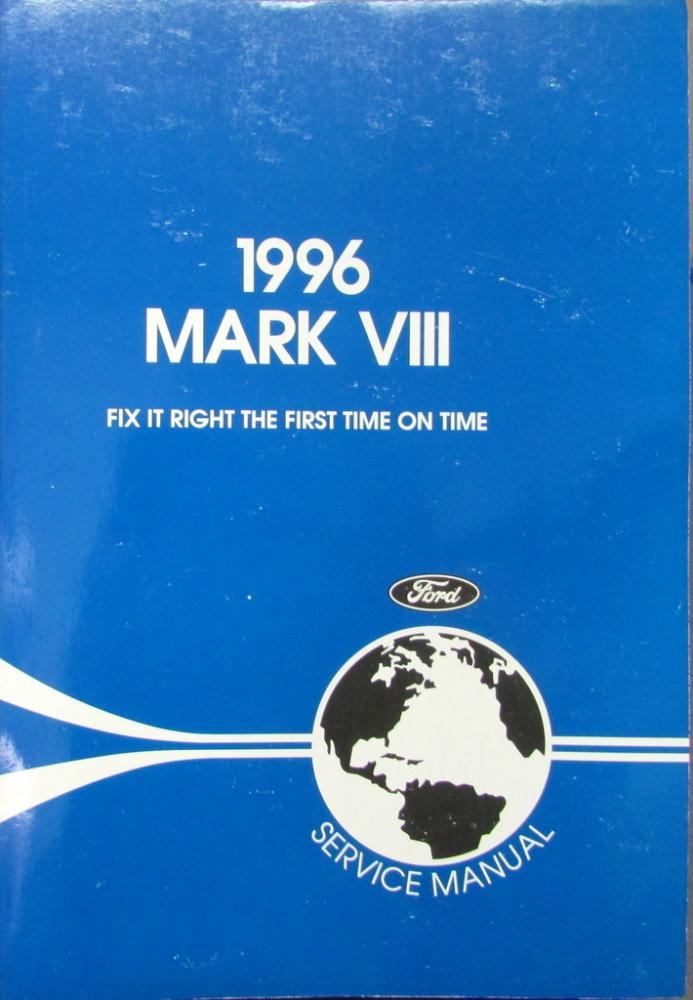 1996
MARK VIII
FIX IT RIGHT THE FIRST TIME ON TIME
Ford
SERVICE MANUAL